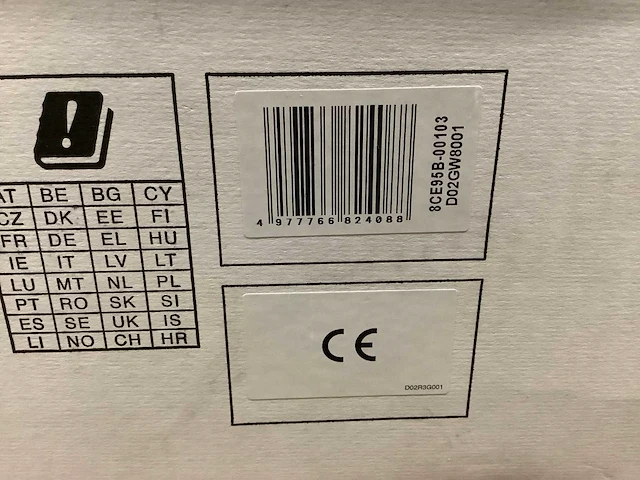 !
AT BE BG CY
CZ DK EE FI
FR DE EL HU
IE IT LV LT
LU MT NL PL
PT RO SK SI
ES SE UK IS
LI NO CH HR
4 977766 824088
8CE95B-00103
D02GW8001
CE
D02R3G001